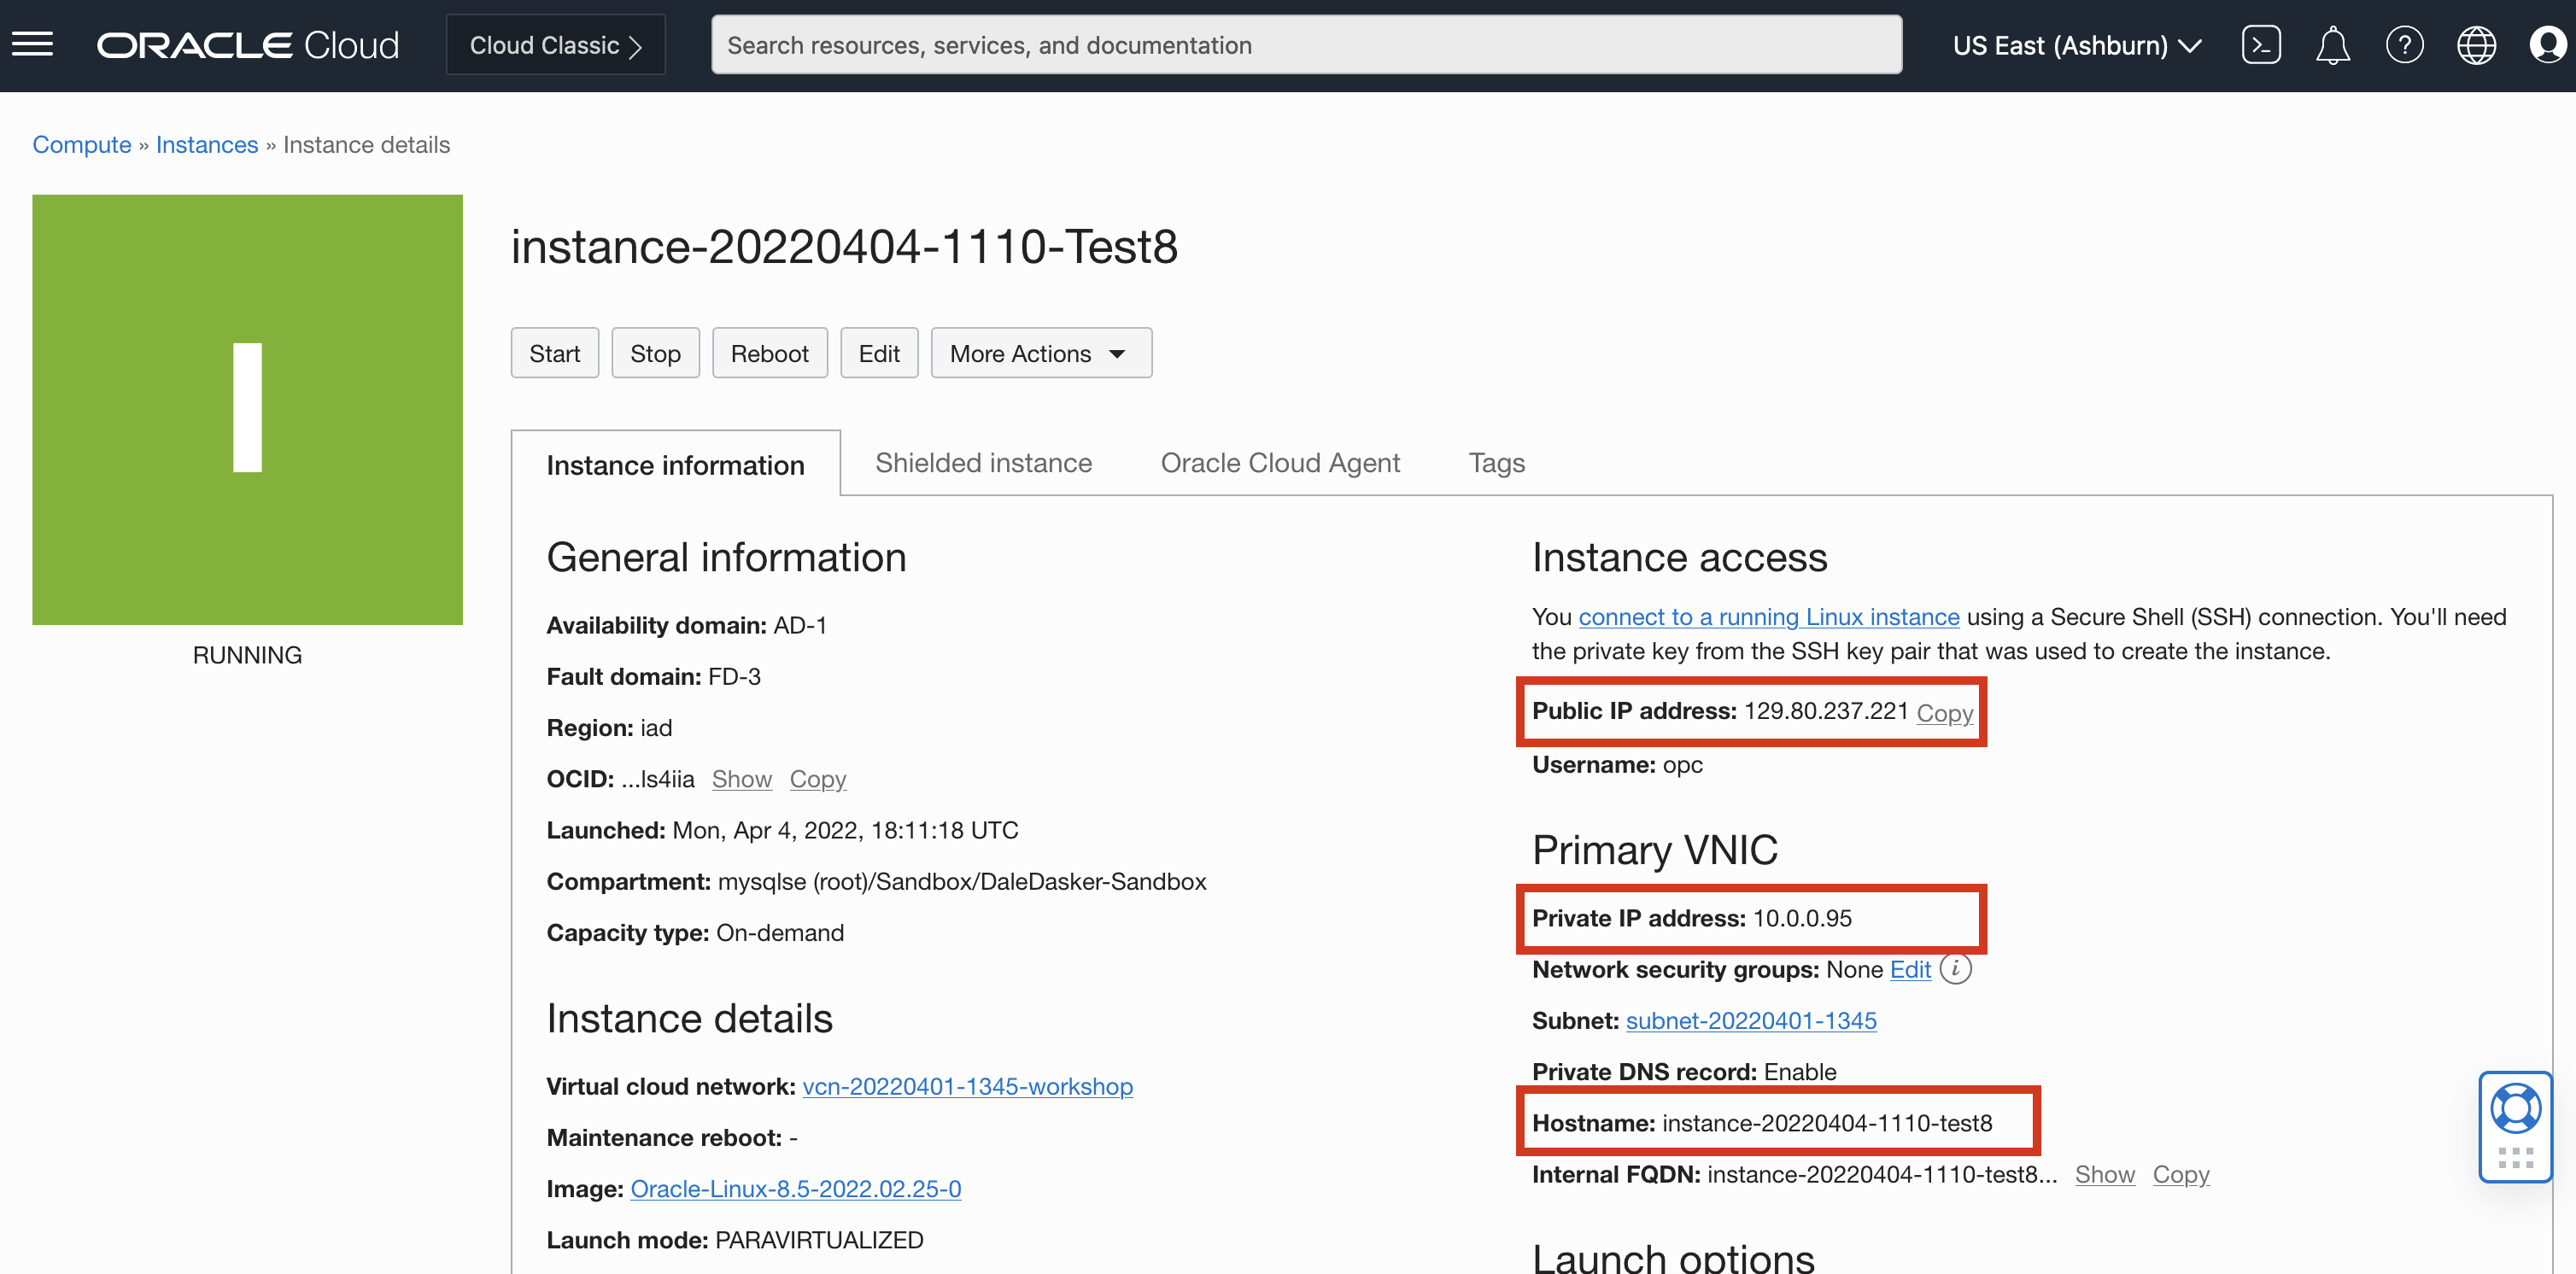 ORACLE Cloud
Cloud Classic
Search resources, services, and documentation
US East (Ashburn)
Compute » Instances » Instance details
I
RUNNING
instance-20220404-1110-Test8
Start
Stop
Reboot
Edit
More Actions
Instance information
Shielded instance
Oracle Cloud Agent
Tags
General information
Availability domain: AD-1
Fault domain: FD-3
Region: iad
OCID: ...ls4iia Show Copy
Launched: Mon, Apr 4, 2022, 18:11:18 UTC
Compartment: mysqlse (root)/Sandbox/DaleDasker-Sandbox
Capacity type: On-demand
Instance details
Virtual cloud network: vcn-20220401-1345-workshop
Maintenance reboot: -
Image: Oracle-Linux-8.5-2022.02.25-0
Launch mode: PARAVIRTUALIZED
Instance access
You connect to a running Linux instance using a Secure Shell (SSH) connection. You'll need
the private key from the SSH key pair that was used to create the instance.
Public IP address: 129.80.237.221 Copy
Username: opc
Primary VNIC
Private IP address: 10.0.0.95
Network security groups: None Edit i
Subnet: subnet-20220401-1345
Private DNS record: Enable
Hostname: instance-20220404-1110-test8
Internal FQDN: instance-20220404-1110-test8... Show Copy
Launch options